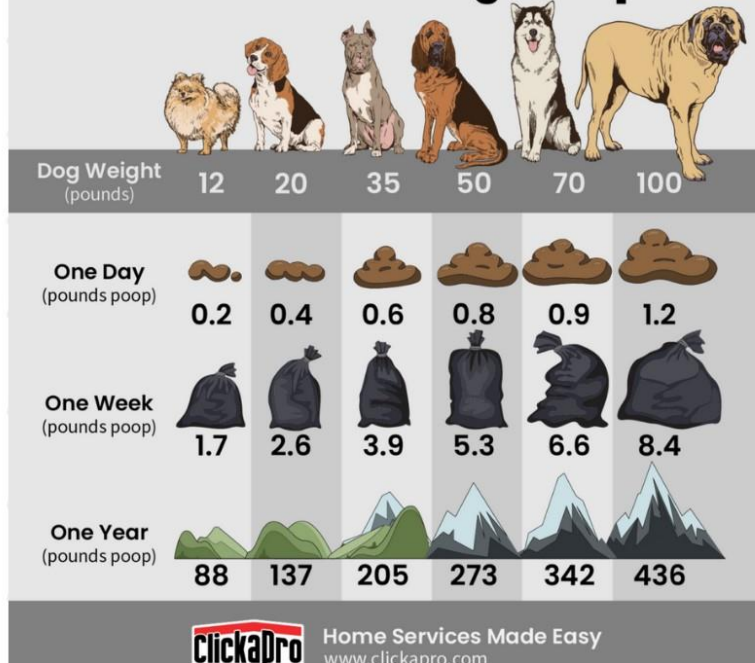 Dog Weight 12 20 35 50 70 100
(pounds)
One Day
(pounds poop)
0.2 0.4 0.6 0.8 0.9 1.2
One Week
(pounds poop)
1.7 2.6 3.9 5.3 6.6 8.4
One Year
(pounds poop)
88 137 205 273 342 436
ClickaPro Home Services Made Easy
www.clickapro.com